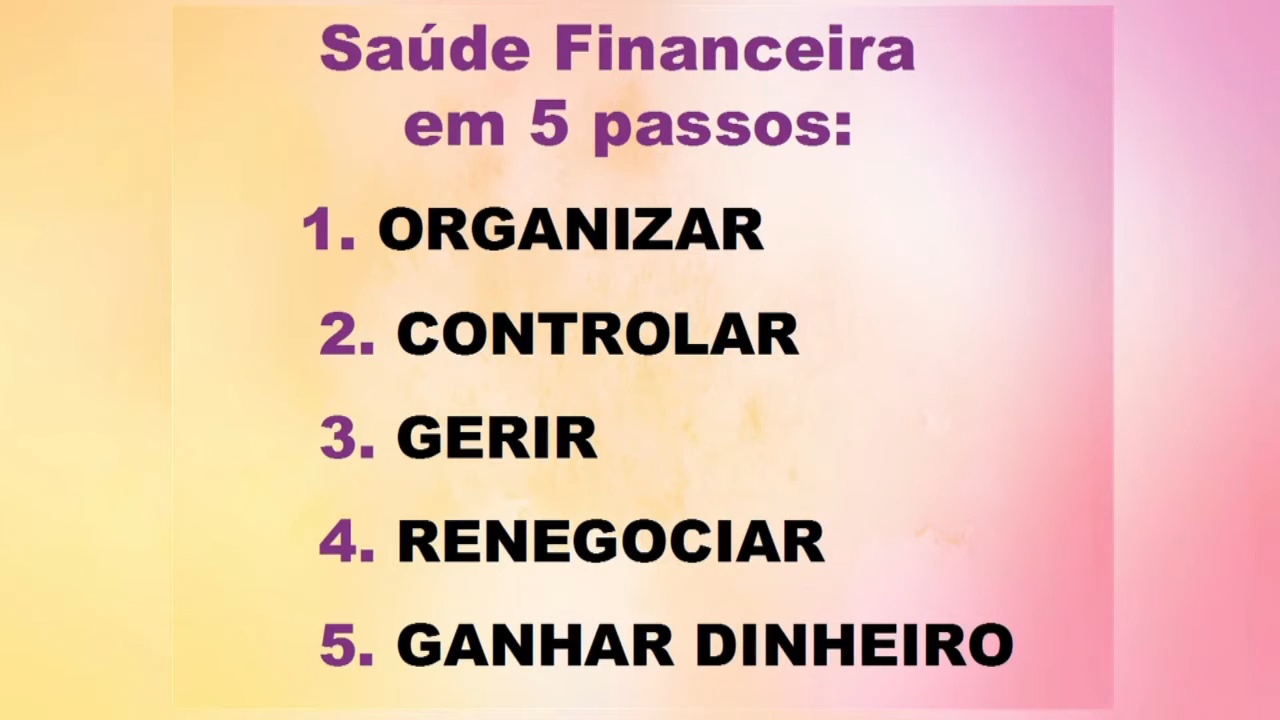 Saúde Financeira
em 5 passos:
1. ORGANIZAR
2. CONTROLAR
3. GERIR
4. RENEGOCIAR
5. GANHAR DINHEIRO